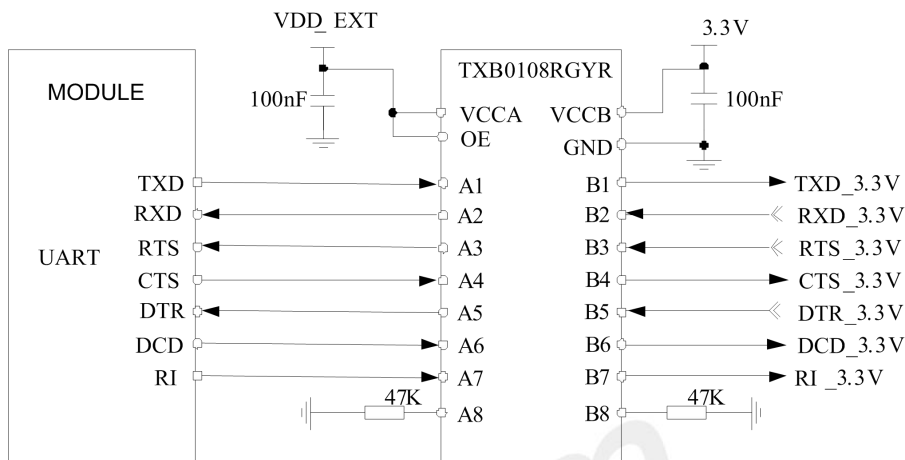 VDD_EXT
3.3V
MODULE
TXB0108RGYR
100nF
100nF
VCCA
VCCB
OE
GND
TXD
A1
B1
TXD_3.3V
RXD
A2
B2
RXD_3.3V
UART
RTS
A3
B3
RTS_3.3V
CTS
A4
B4
CTS_3.3V
DTR
A5
B5
DTR_3.3V
DCD
A6
B6
DCD_3.3V
RI
A7
B7
RI_3.3V
47K
A8
B8
47K